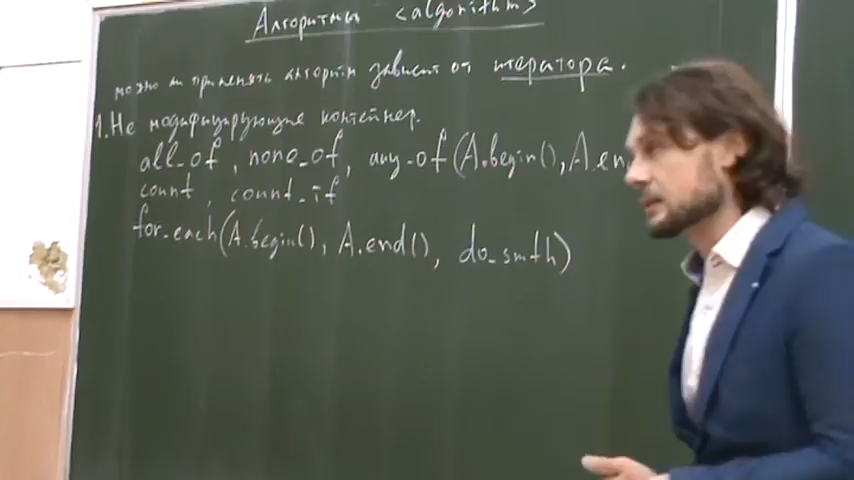 Алгоритмы <algorithm>
можно ли применять алгоритм зависит от итератора.
1. Не модифицирующие контейнер.
all_of, none_of, any_of(A.begin(), A.en
count, count_if
for_each(A.begin(), A.end(), do_smth)